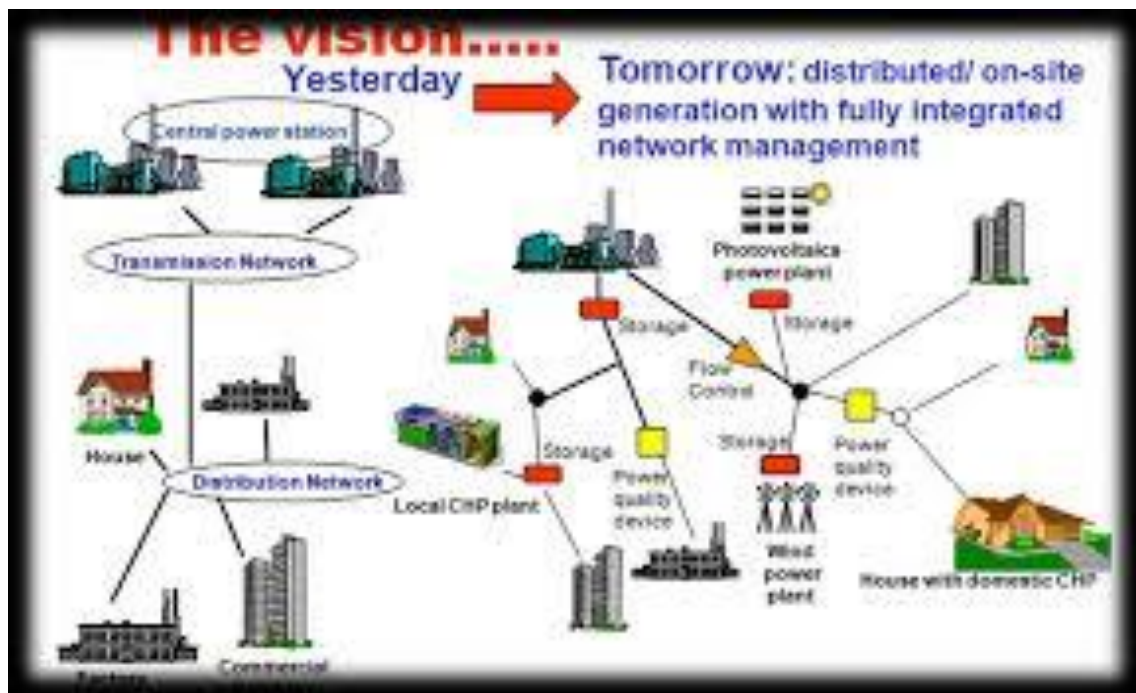 The vision.....
Yesterday
Tomorrow: distributed/ on-site
generation with fully integrated
network management
Central power station
Transmission Network
House
Distribution Network
Factory
Commercial
Photovoltaics
power plant
Storage
Storage
Flow
Control
Storage
Local CHP plant
Power
quality
device
Storage
Wind
power
plant
Power
quality
device
House with domestic CHP